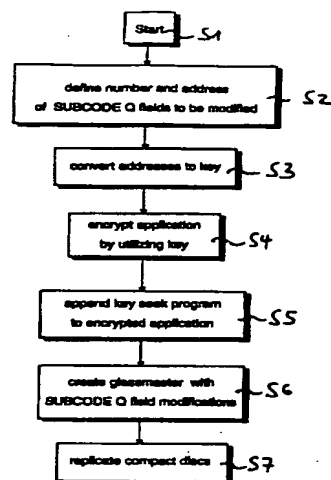 Start S1
define number and address
of SUBCODE Q fields to be modified S2
convert addresses to key S3
encrypt application
by utilizing key S4
append key seek program
to encrypted application S5
create glassmaster with
SUBCODE Q field modifications S6
replicate compact discs S7